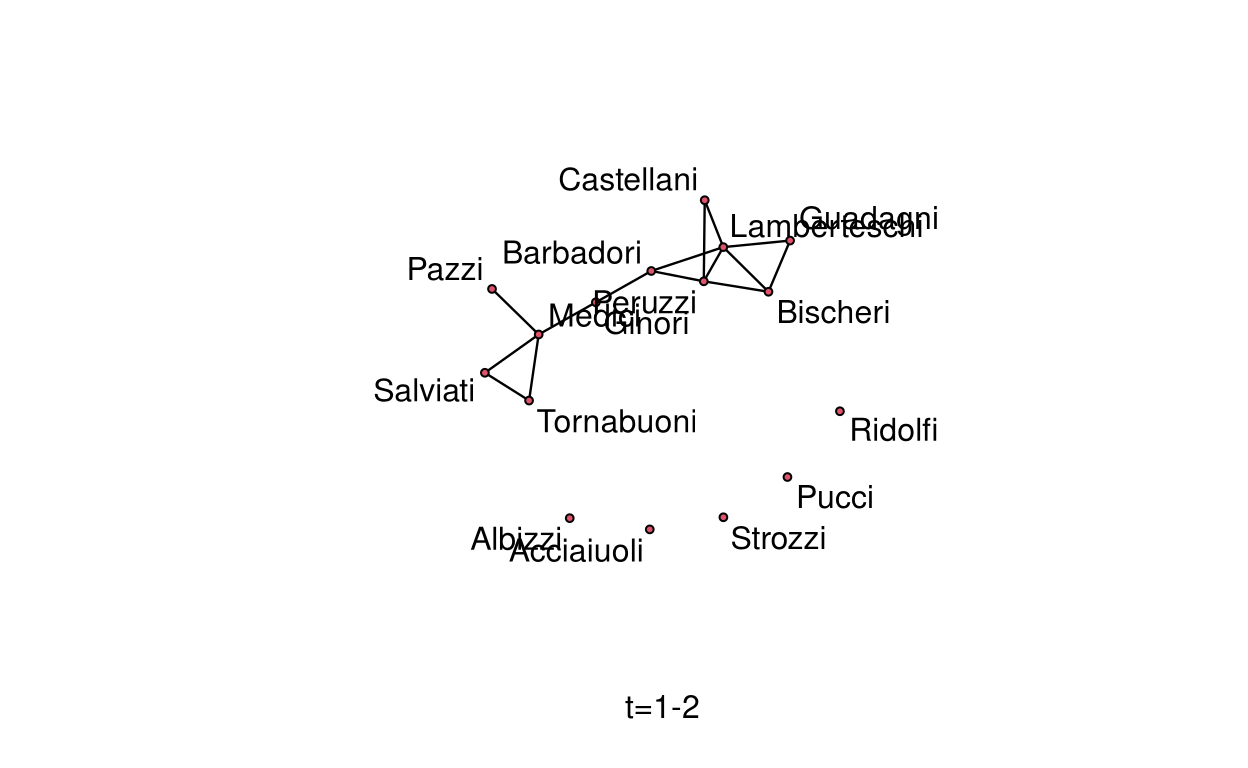 Castellani
Guadagni
Lamberteschi
Barbadori
Pazzi
Peruzzi
Medici
Ginori
Bischeri
Salviati
Tornabuoni
Ridolfi
Pucci
Albizzi
Strozzi
Acciaiuoli
t=1-2